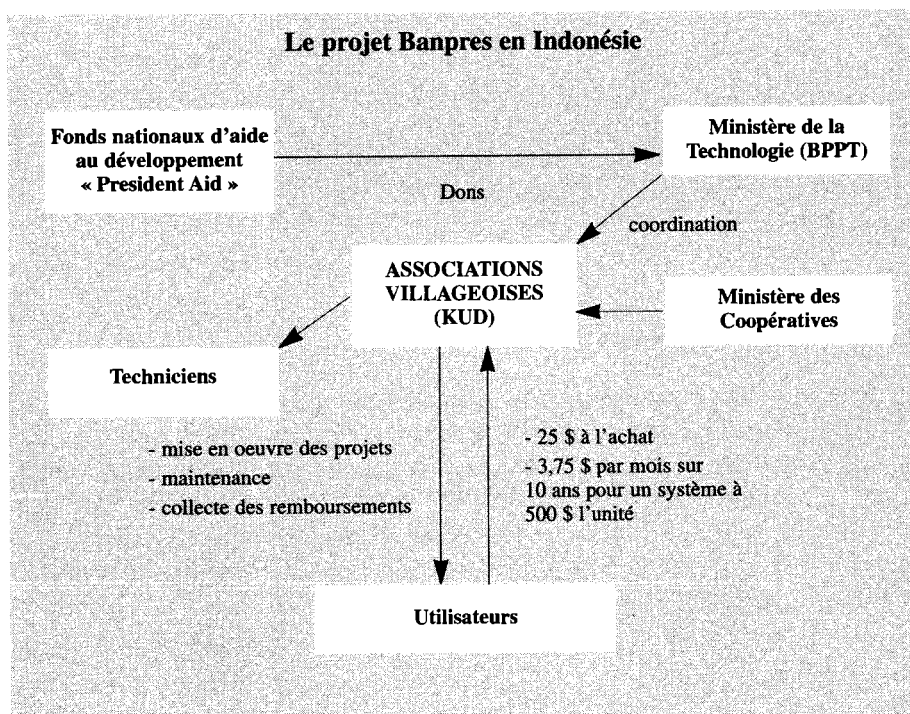 Le projet Banpres en Indonésie
Fonds nationaux d'aide
au développement
« President Aid »
Ministère de la
Technologie (BPPT)
Dons
coordination
ASSOCIATIONS
VILLAGEOISES
(KUD)
Ministère des
Coopératives
Techniciens
- mise en oeuvre des projets
- maintenance
- collecte des remboursements
- 25 $ à l'achat
- 3,75 $ par mois sur
10 ans pour un système à
500 $ l'unité
Utilisateurs